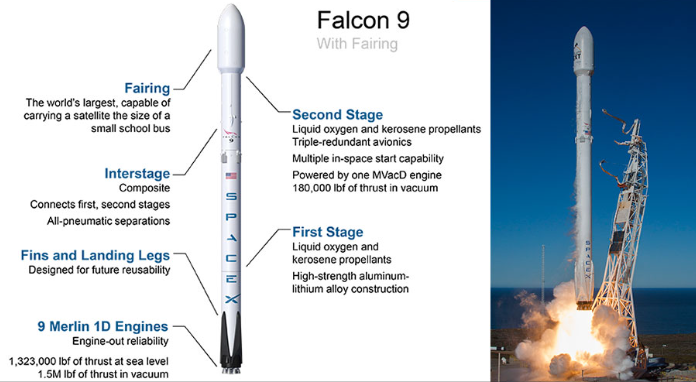 Falcon 9
With Fairing
Fairing
The world's largest, capable of
carrying a satellite the size of a
small school bus
Second Stage
Liquid oxygen and kerosene propellants
Triple-redundant avionics
Multiple in-space start capability
Powered by one MVacD engine
180,000 lbf of thrust in vacuum
Interstage
Composite
Connects first, second stages
All-pneumatic separations
First Stage
Liquid oxygen and
kerosene propellants
High-strength aluminum-
lithium alloy construction
Fins and Landing Legs
Designed for future reusability
9 Merlin 1D Engines
Engine-out reliability
1,323,000 lbf of thrust at sea level
1.5M lbf of thrust in vacuum
FALCON
9
SPACEX
SPACEX